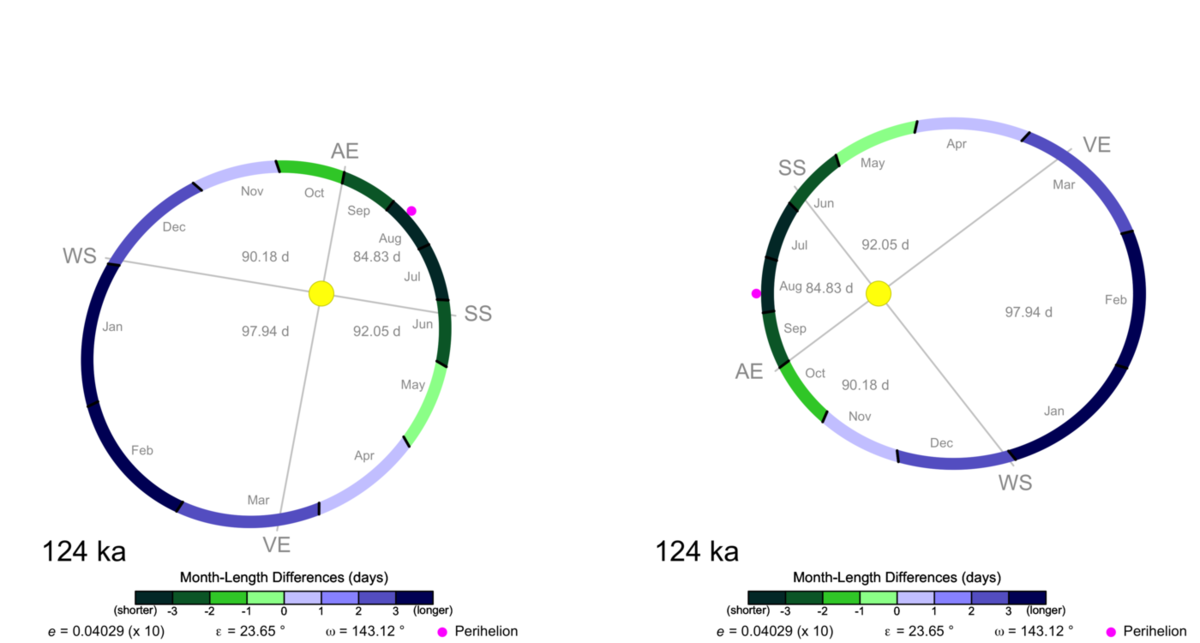 AE
Nov
Oct
Sep
Dec
Aug
90.18 d
84.83 d
WS
Jul
SS
Jan
97.94 d
92.05 d
Jun
May
Feb
Apr
Mar
VE
124 ka
Month-Length Differences (days)
(shorter) -3 -2 -1 0 1 2 3 (longer)
e = 0.04029 (x 10) ε = 23.65 ° ω = 143.12 ° Perihelion
VE
Apr
May
SS
Mar
Jun
Jul
92.05 d
Aug
84.83 d
Feb
97.94 d
Sep
AE
Oct
90.18 d
Nov
Jan
Dec
WS
124 ka
Month-Length Differences (days)
(shorter) -3 -2 -1 0 1 2 3 (longer)
e = 0.04029 (x 10) ε = 23.65 ° ω = 143.12 ° Perihelion